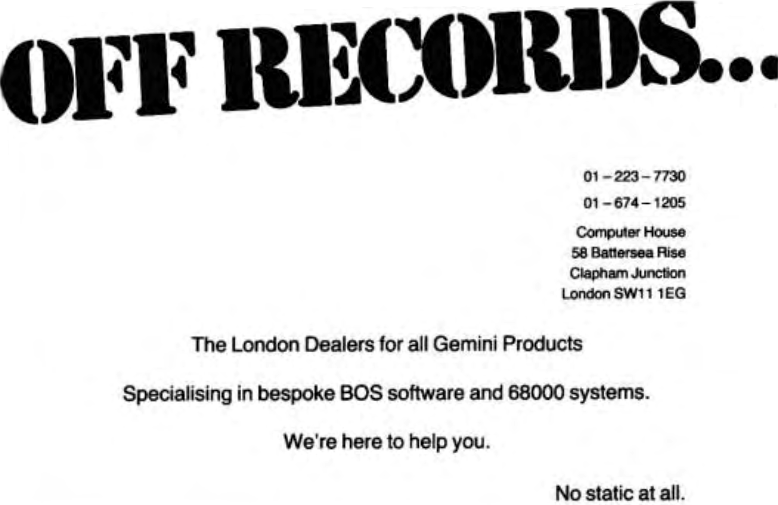 OFF RECORDS...
01 – 223 – 7730
01 – 674 – 1205
Computer House
58 Battersea Rise
Clapham Junction
London SW11 1EG
The London Dealers for all Gemini Products
Specialising in bespoke BOS software and 68000 systems.
We're here to help you.
No static at all.